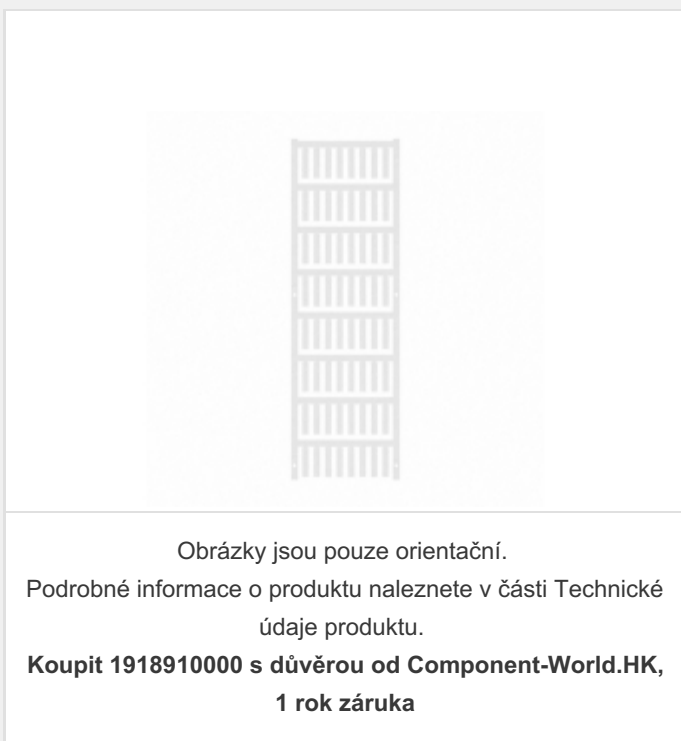 Obrázky jsou pouze orientační.
Podrobné informace o produktu naleznete v části Technické
údaje produktu.
Koupit 1918910000 s důvěrou od Component-World.HK,
1 rok záruka